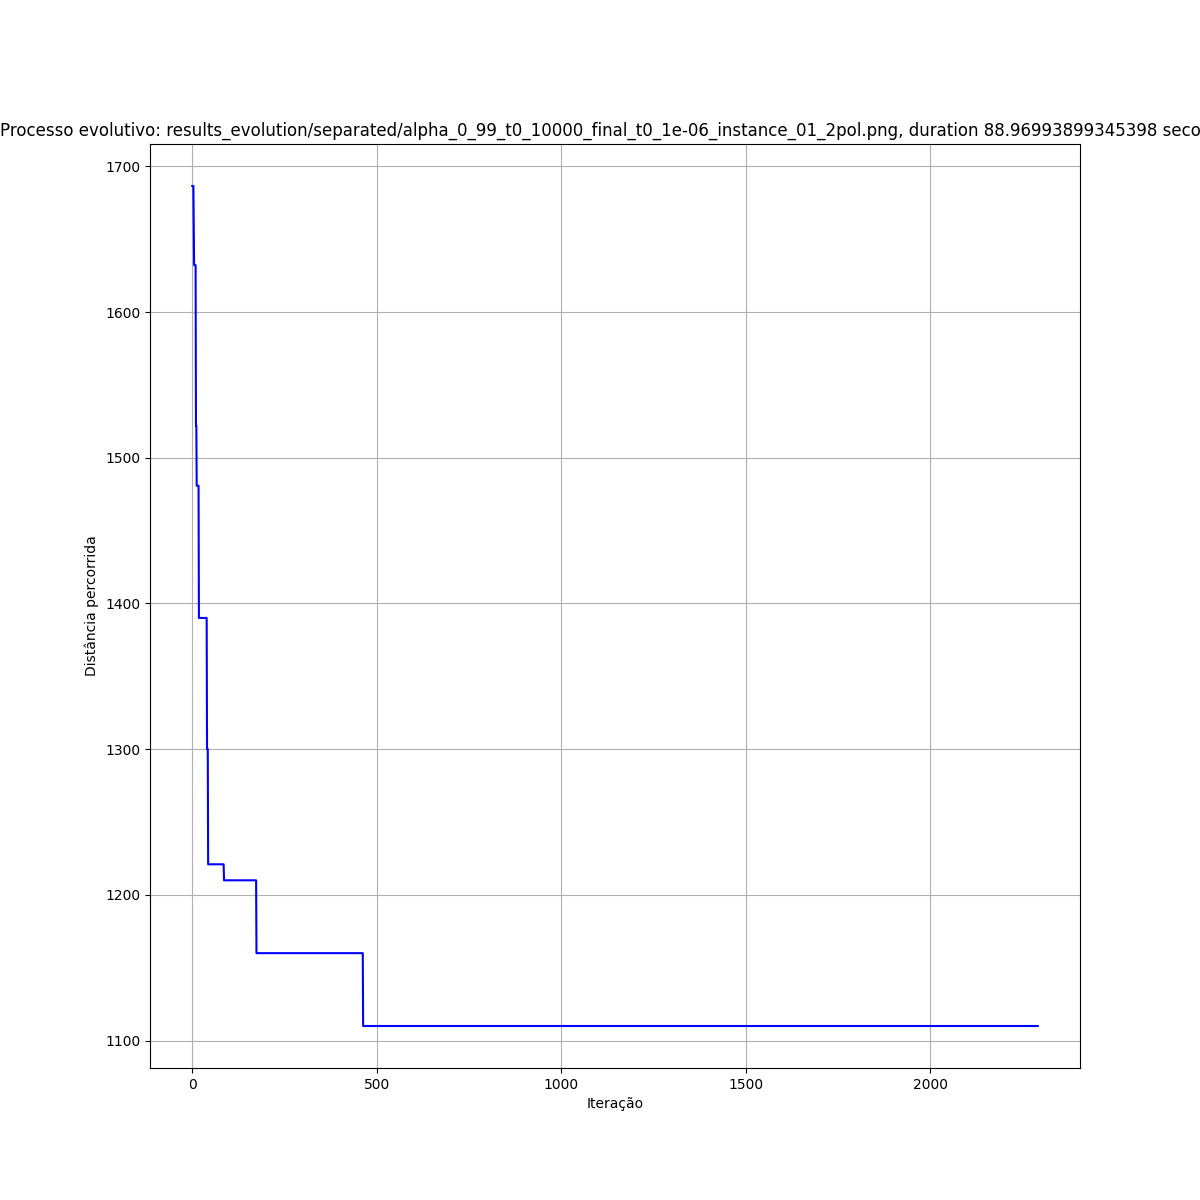 Processo evolutivo: results_evolution/separated/alpha_0_99_t0_10000_final_t0_1e-06_instance_01_2pol.png, duration 88.96993899345398 seco
1700
1600
1500
1400
1300
1200
1100
Distância percorrida
0 500 1000 1500 2000
Iteração